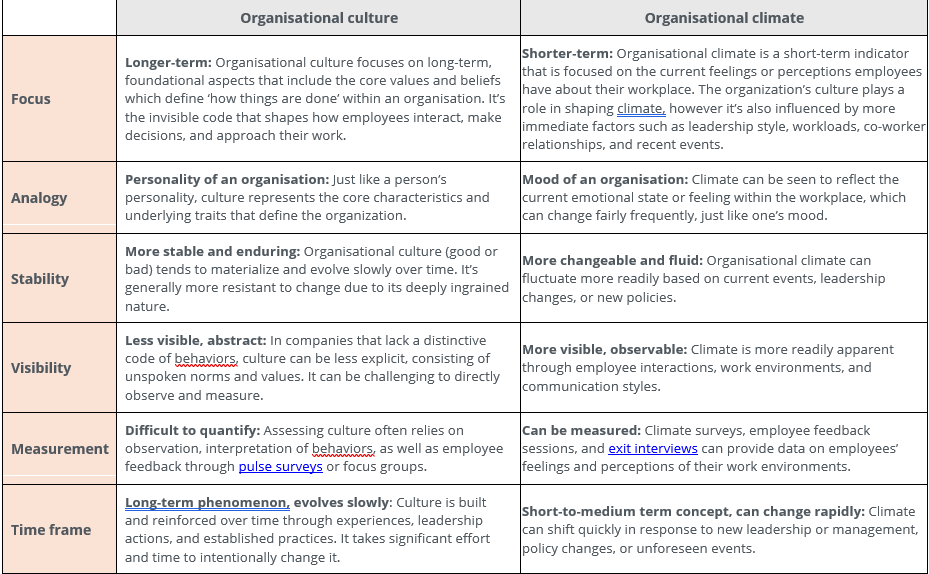 Organisational culture
Organisational climate
Focus
Longer-term: Organisational culture focuses on long-term,
foundational aspects that include the core values and beliefs
which define ‘how things are done’ within an organisation. It’s
the invisible code that shapes how employees interact, make
decisions, and approach their work.
Shorter-term: Organisational climate is a short-term indicator
that is focused on the current feelings or perceptions employees
have about their workplace. The organization’s culture plays a
role in shaping climate, however it’s also influenced by more
immediate factors such as leadership style, workloads, co-worker
relationships, and recent events.
Analogy
Personality of an organisation: Just like a person’s
personality, culture represents the core characteristics and
underlying traits that define the organization.
Mood of an organisation: Climate can be seen to reflect the
current emotional state or feeling within the workplace, which
can change fairly frequently, just like one’s mood.
Stability
More stable and enduring: Organisational culture (good or
bad) tends to materialize and evolve slowly over time. It’s
generally more resistant to change due to its deeply ingrained
nature.
More changeable and fluid: Organisational climate can
fluctuate more readily based on current events, leadership
changes, or new policies.
Visibility
Less visible, abstract: In companies that lack a distinctive
code of behaviors, culture can be less explicit, consisting of
unspoken norms and values. It can be challenging to directly
observe and measure.
More visible, observable: Climate is more readily apparent
through employee interactions, work environments, and
communication styles.
Measurement
Difficult to quantify: Assessing culture often relies on
observation, interpretation of behaviors, as well as employee
feedback through pulse surveys or focus groups.
Can be measured: Climate surveys, employee feedback
sessions, and exit interviews can provide data on employees’
feelings and perceptions of their work environments.
Time frame
Long-term phenomenon, evolves slowly: Culture is built
and reinforced over time through experiences, leadership
actions, and established practices. It takes significant effort
and time to intentionally change it.
Short-to-medium term concept, can change rapidly: Climate
can shift quickly in response to new leadership or management,
policy changes, or unforeseen events.